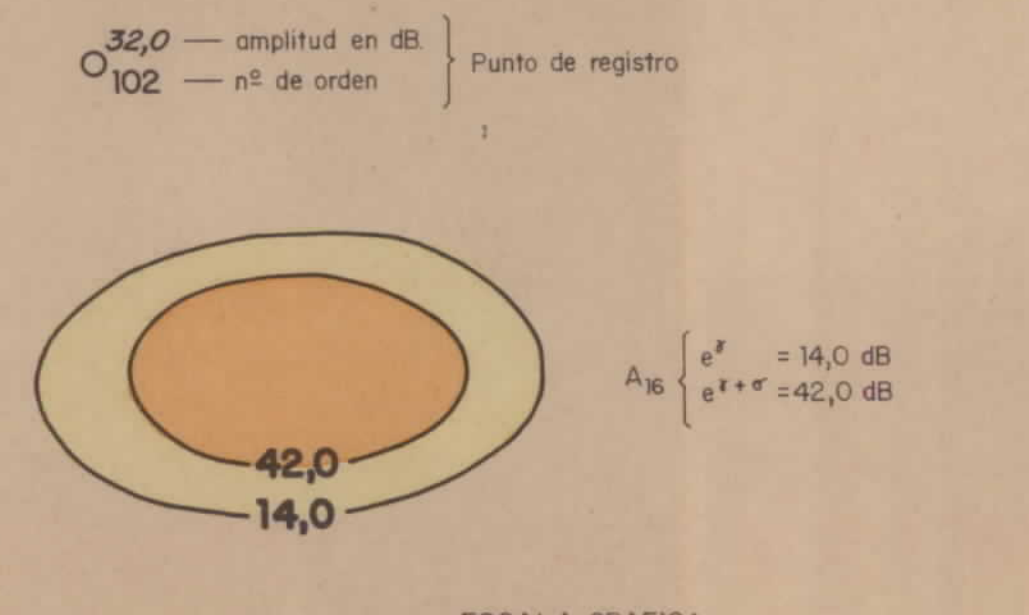 32,0 — amplitud en dB.
102 — nº de orden
Punto de registro
42,0
14,0
A16
e^γ = 14,0 dB
e^γ + σ = 42,0 dB